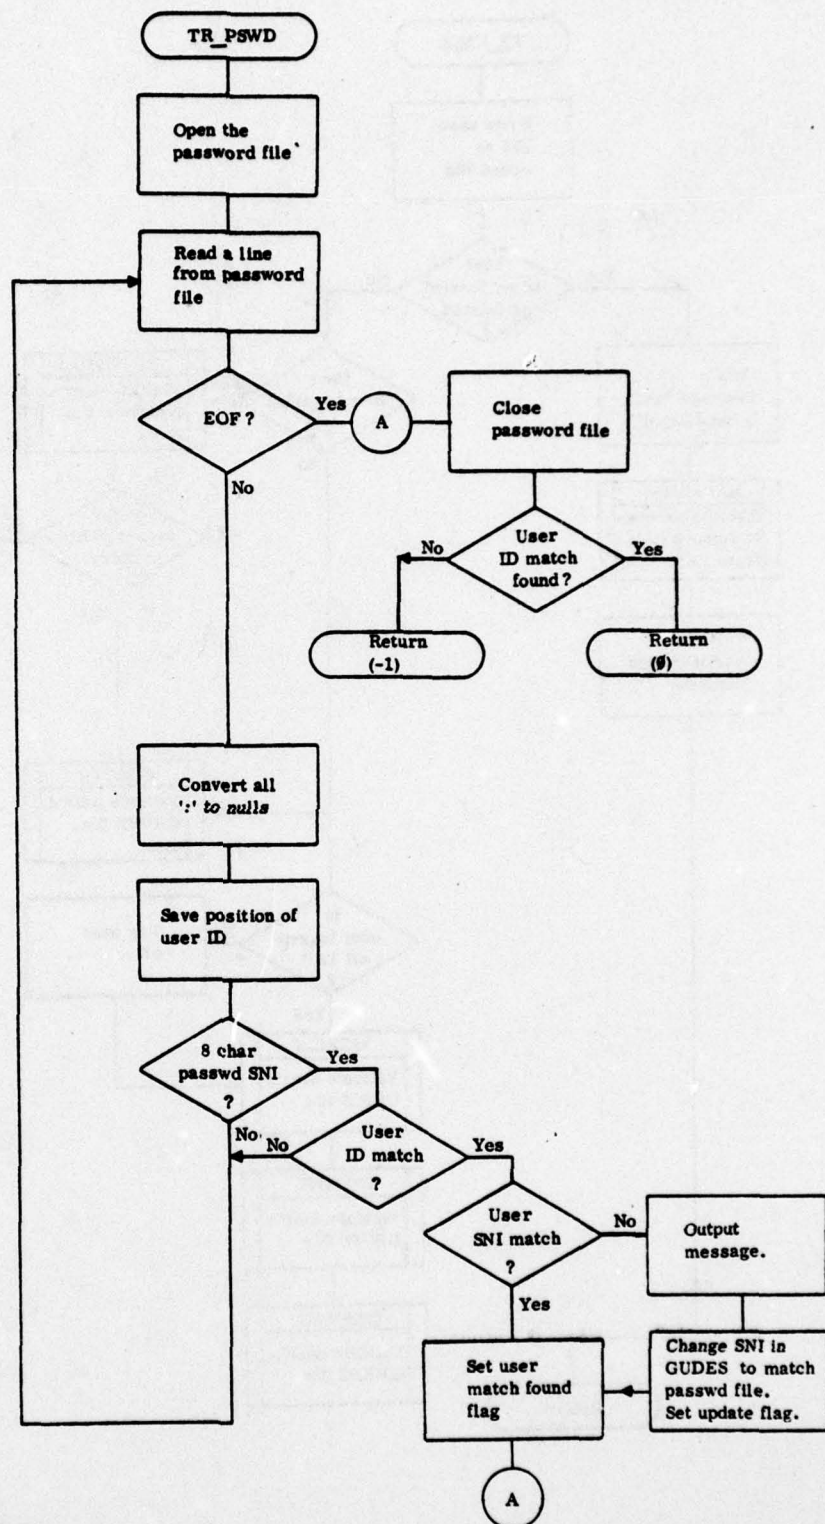 TR_PSWD
Open the
password file
Read a line
from password
file
EOF ?
Yes
A
Close
password file
No
User
ID match
found ?
No
Yes
Return
(-1)
Return
(Ø)
Convert all
':' to nulls
Save position of
user ID
8 char
passwd SNI
?
Yes
No
No
User
ID match
?
Yes
User
SNI match
?
No
Output
message.
Yes
Set user
match found
flag
Change SNI in
GUDES to match
passwd file.
Set update flag.
A